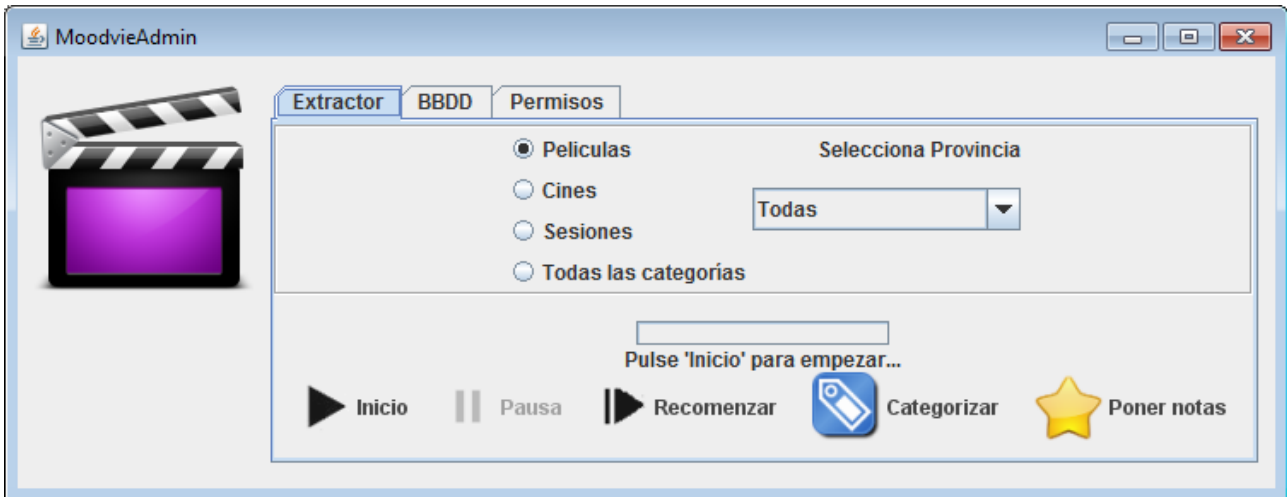 MoodvieAdmin
Extractor BBDD Permisos
Peliculas
Selecciona Provincia
Cines
Todas
Sesiones
Todas las categorías
Pulse 'Inicio' para empezar...
Inicio Pausa Recomenzar Categorizar Poner notas